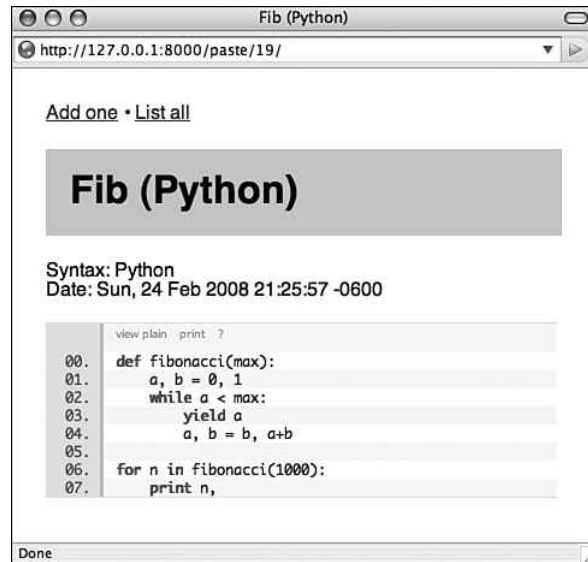 Fib (Python)
http://127.0.0.1:8000/paste/19/
Add one • List all
Fib (Python)
Syntax: Python
Date: Sun, 24 Feb 2008 21:25:57 -0600
view plain print ?
00. def fibonacci(max):
01.     a, b = 0, 1
02.     while a < max:
03.         yield a
04.         a, b = b, a+b
05.
06. for n in fibonacci(1000):
07.     print n,
Done